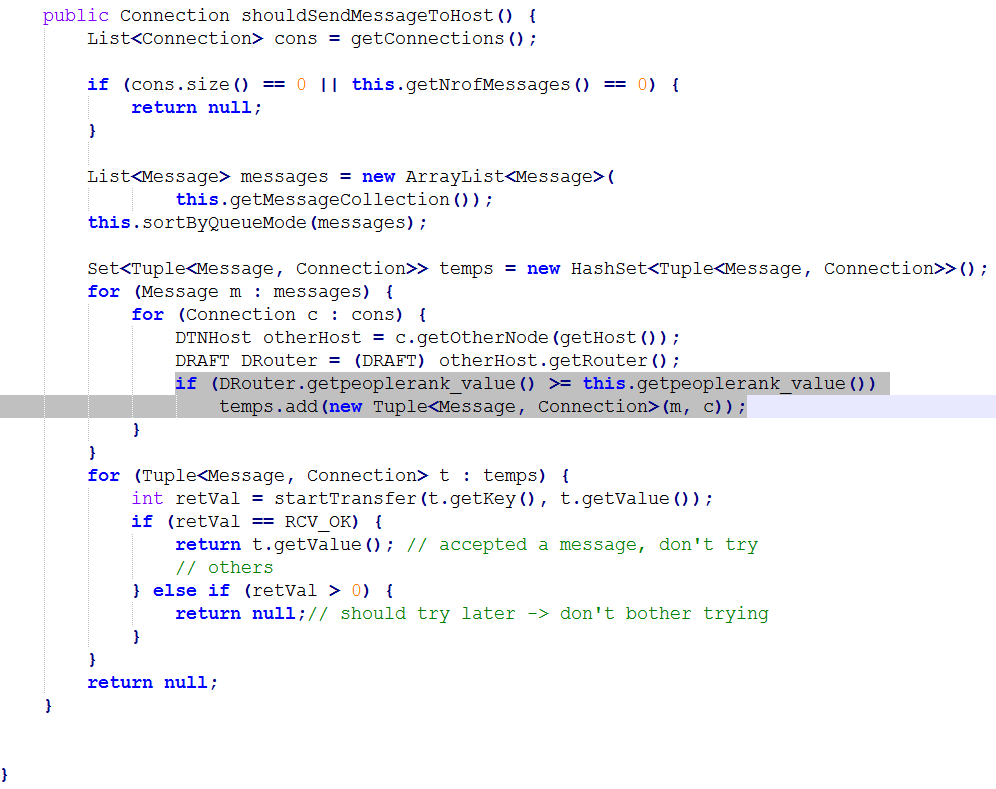 public Connection shouldSendMessageToHost() {
List<Connection> cons = getConnections();
if (cons.size() == 0 || this.getNrofMessages() == 0) {
return null;
}
List<Message> messages = new ArrayList<Message>(
this.getMessageCollection());
this.sortByQueueMode(messages);
Set<Tuple<Message, Connection>> temps = new HashSet<Tuple<Message, Connection>>();
for (Message m : messages) {
for (Connection c : cons) {
DTNHost otherHost = c.getOtherNode(getHost());
DRAFT DRouter = (DRAFT) otherHost.getRouter();
if (DRouter.getpeoplerank_value() >= this.getpeoplerank_value())
temps.add(new Tuple<Message, Connection>(m, c));
}
}
for (Tuple<Message, Connection> t : temps) {
int retVal = startTransfer(t.getKey(), t.getValue());
if (retVal == RCV_OK) {
return t.getValue(); // accepted a message, don't try
// others
} else if (retVal > 0) {
return null;// should try later -> don't bother trying
}
}
return null;
}
}